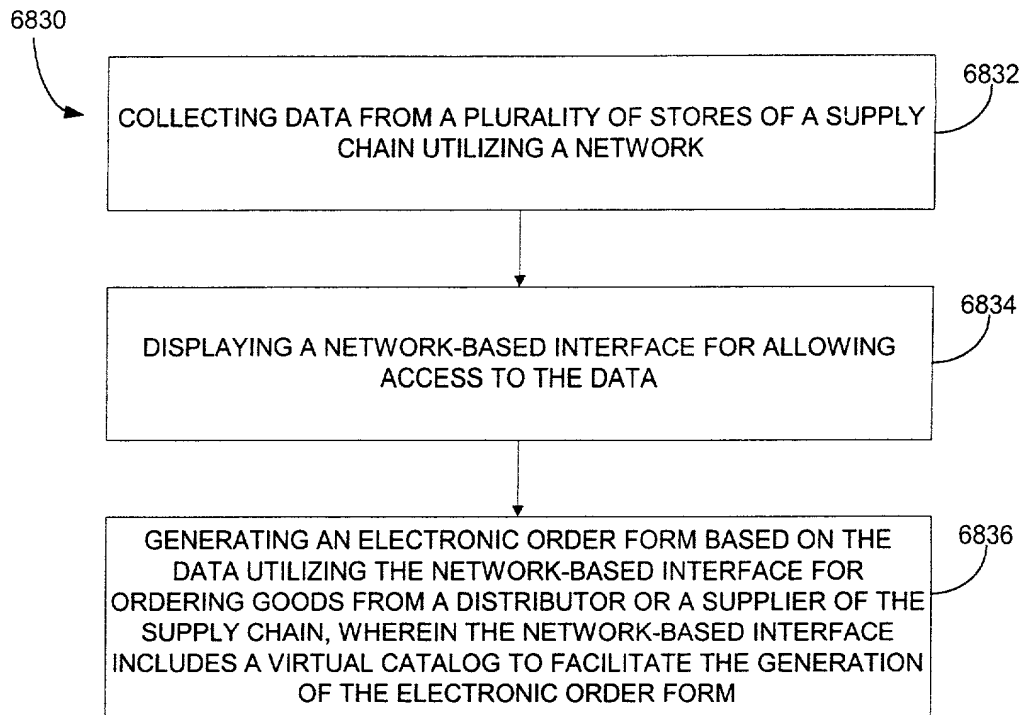 6830
6832
COLLECTING DATA FROM A PLURALITY OF STORES OF A SUPPLY
CHAIN UTILIZING A NETWORK
6834
DISPLAYING A NETWORK-BASED INTERFACE FOR ALLOWING
ACCESS TO THE DATA
6836
GENERATING AN ELECTRONIC ORDER FORM BASED ON THE
DATA UTILIZING THE NETWORK-BASED INTERFACE FOR
ORDERING GOODS FROM A DISTRIBUTOR OR A SUPPLIER OF THE
SUPPLY CHAIN, WHEREIN THE NETWORK-BASED INTERFACE
INCLUDES A VIRTUAL CATALOG TO FACILITATE THE GENERATION
OF THE ELECTRONIC ORDER FORM